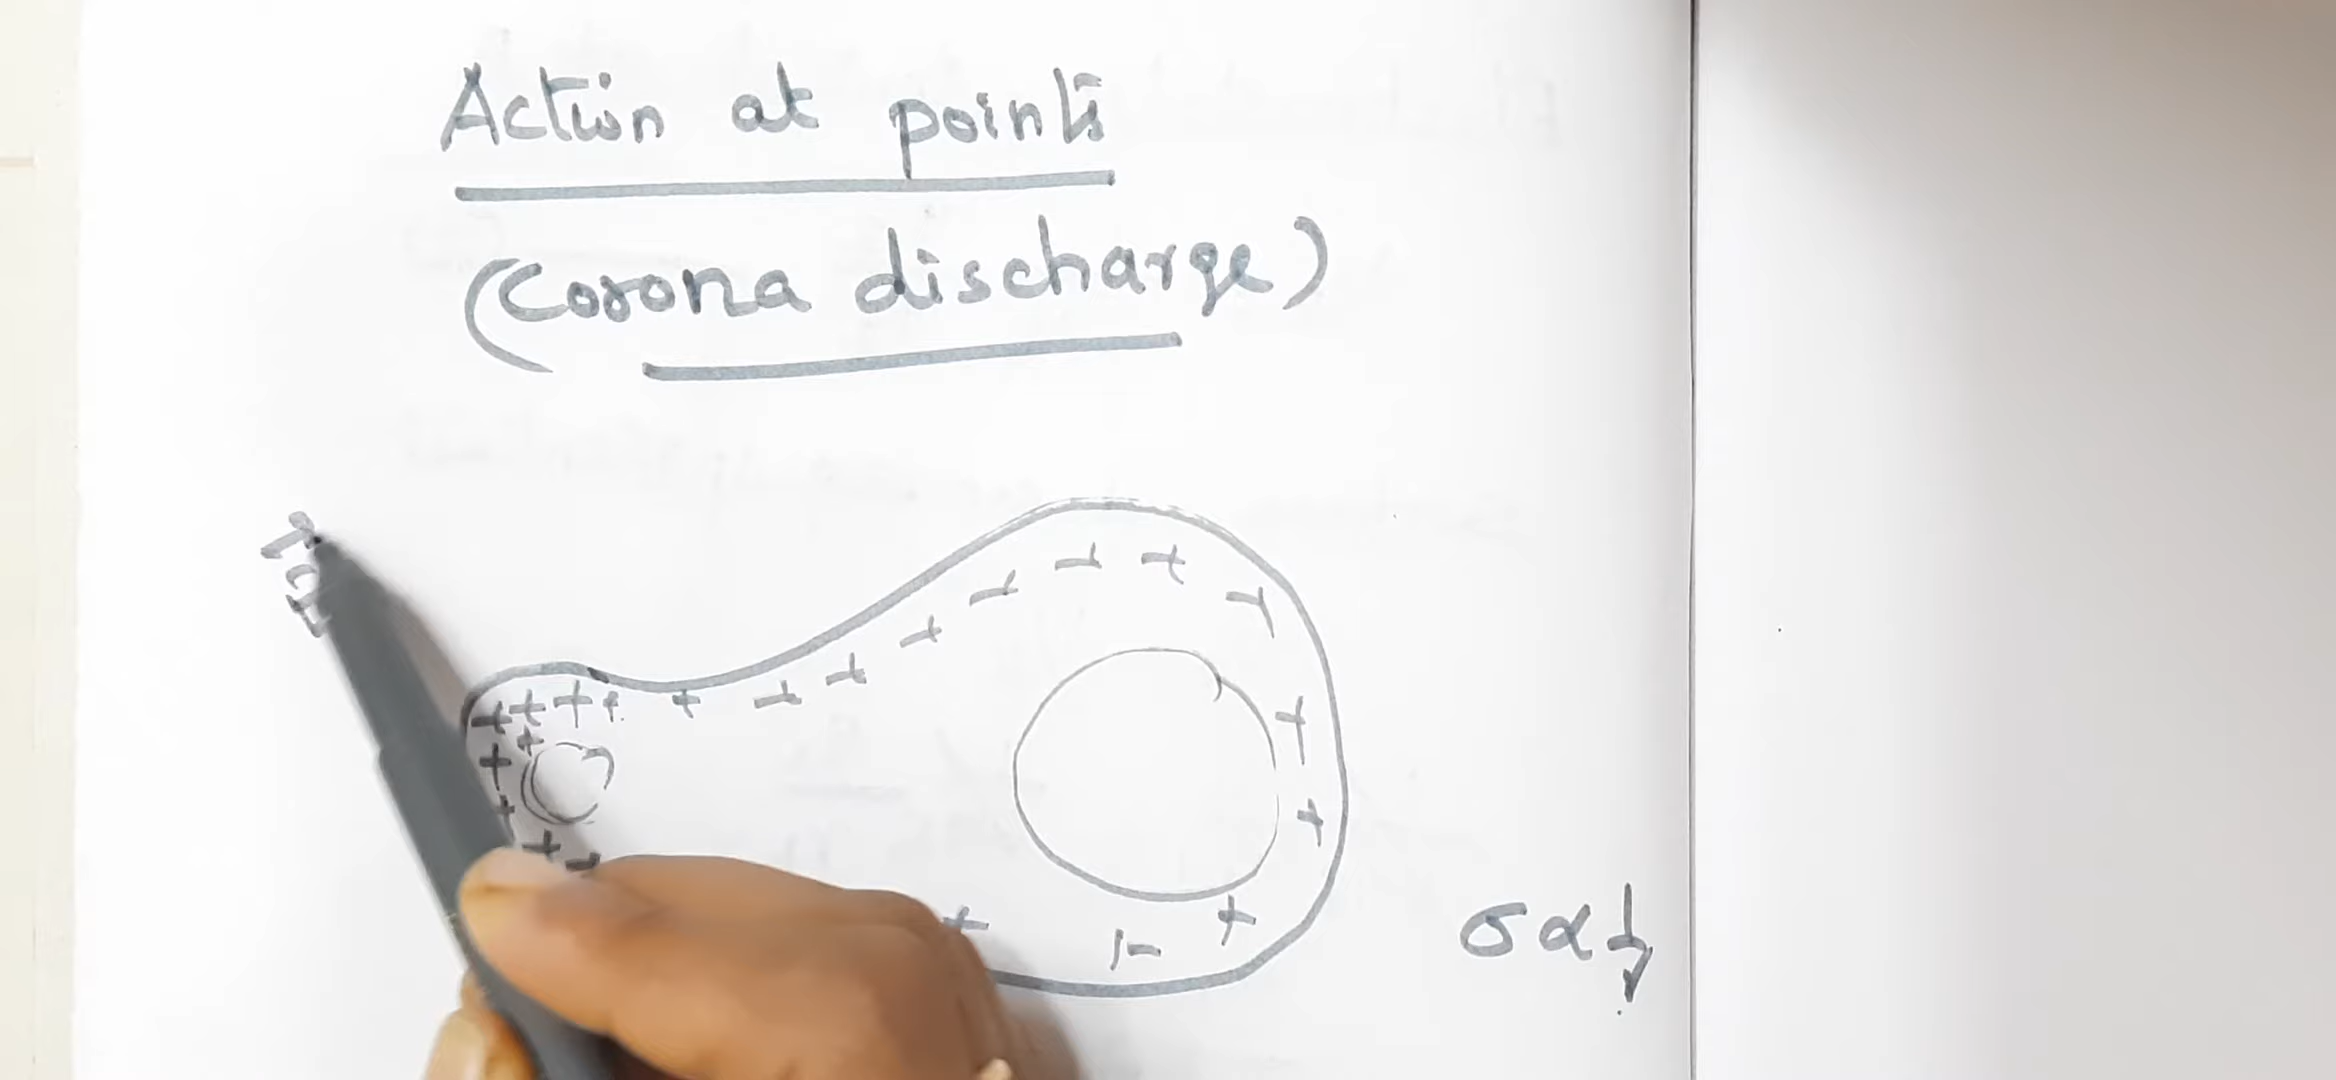 Action at points
(Corona discharge)
σ α 1/r